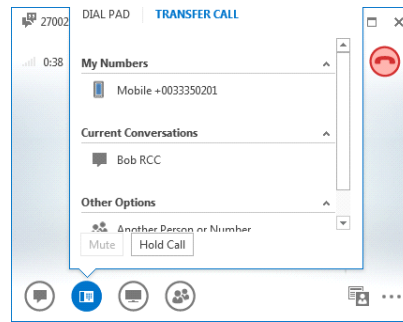 DIAL PAD TRANSFER CALL
27002
0:38
My Numbers
Mobile +0033350201
Current Conversations
Bob RCC
Other Options
Another Person or Number
Mute Hold Call